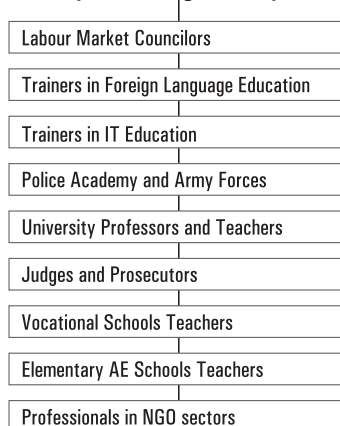 Labour Market Councilors
Trainers in Foreign Language Education
Trainers in IT Education
Police Academy and Army Forces
University Professors and Teachers
Judges and Prosecutors
Vocational Schools Teachers
Elementary AE Schools Teachers
Professionals in NGO sectors